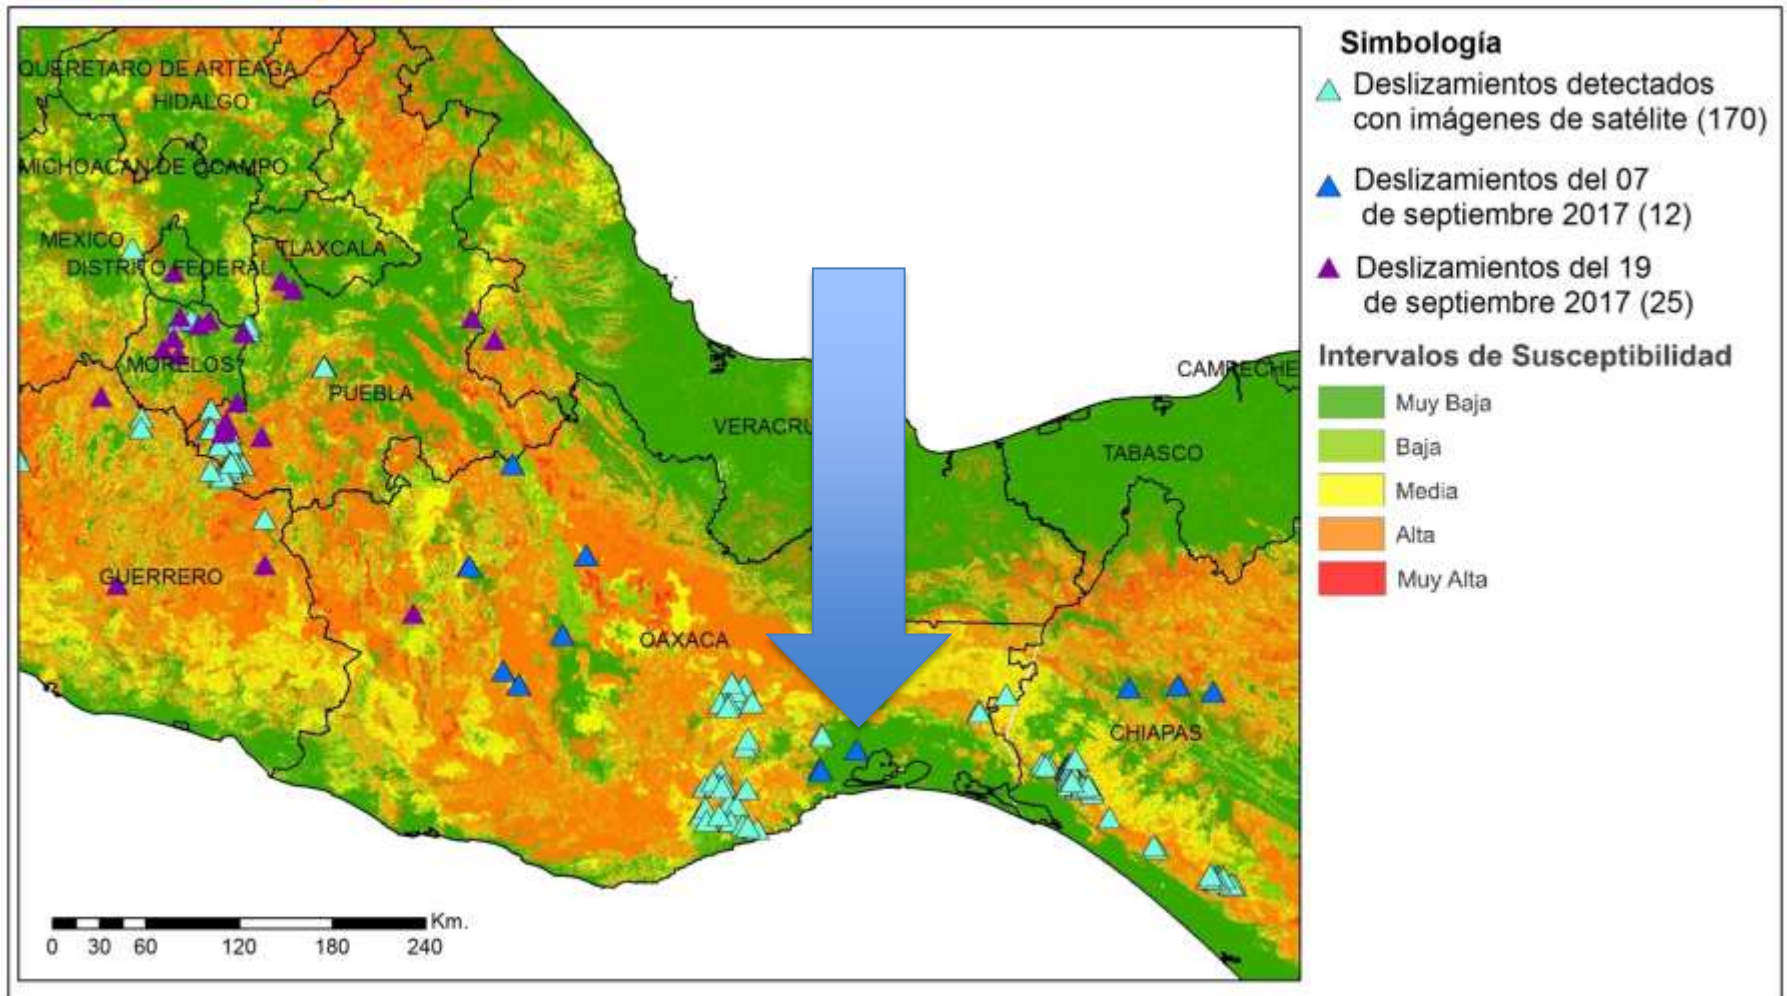 QUERETARO DE ARTEAGA
HIDALGO
MICHOACAN DE OCAMPO
MEXICO
TLAXCALA
DISTRITO FEDERAL
MORELOS
PUEBLA
VERACRU
CAMPECHE
TABASCO
GUERRERO
OAXACA
CHIAPAS
Km.
0 30 60 120 180 240
Simbología
Deslizamientos detectados
con imágenes de satélite (170)
Deslizamientos del 07
de septiembre 2017 (12)
Deslizamientos del 19
de septiembre 2017 (25)
Intervalos de Susceptibilidad
Muy Baja
Baja
Media
Alta
Muy Alta